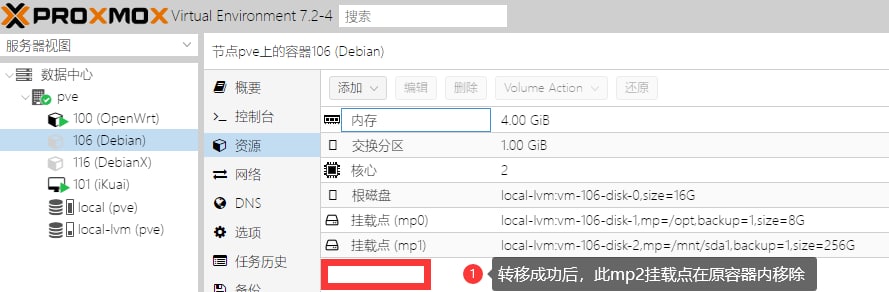 PROXMOX Virtual Environment 7.2-4 搜索
服务器视图
数据中心
pve
100 (OpenWrt)
106 (Debian)
116 (DebianX)
101 (iKuai)
local (pve)
local-lvm (pve)
节点pve上的容器106 (Debian)
概要
控制台
资源
网络
DNS
选项
任务历史
备份
添加 编辑 删除 Volume Action 还原
内存 4.00 GiB
交换分区 1.00 GiB
核心 2
根磁盘 local-lvm:vm-106-disk-0,size=16G
挂载点 (mp0) local-lvm:vm-106-disk-1,mp=/opt,backup=1,size=8G
挂载点 (mp1) local-lvm:vm-106-disk-2,mp=/mnt/sda1,backup=1,size=256G
1 转移成功后，此mp2挂载点在原容器内移除